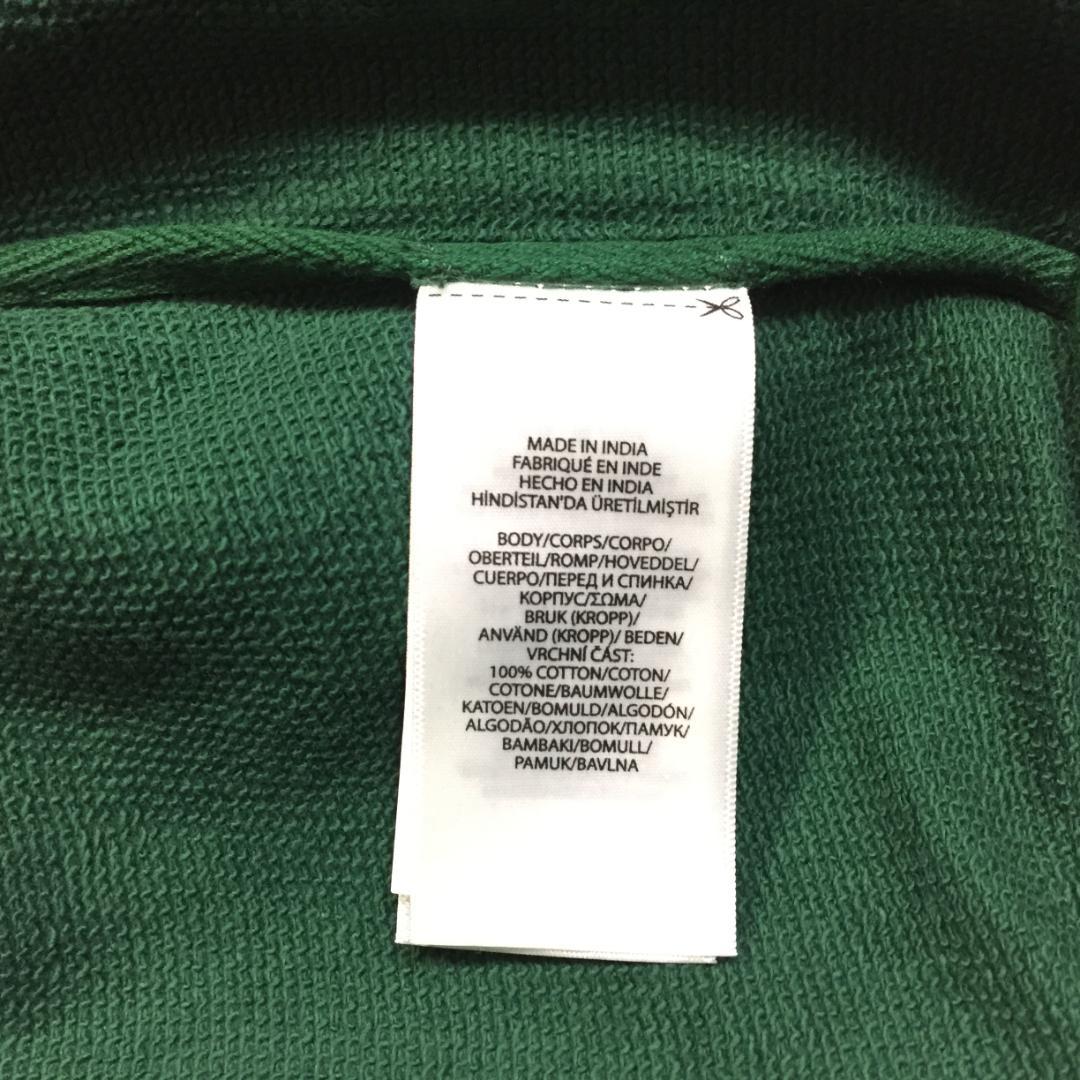 MADE IN INDIA
FABRIQUÉ EN INDE
HECHO EN INDIA
HİNDİSTAN'DA ÜRETİLMİŞTİR
BODY/CORPS/CORPO/
OBERTEIL/ROMP/HOVEDDEL/
CUERPO/ПЕРЕД И СПИНКА/
КОРПУС/ΣΩΜΑ/
BRUK (KROPP)/
ANVÄND (KROPP)/ BEDEN/
VRCHNÍ ČÁST:
100% COTTON/COTON/
COTONE/BAUMWOLLE/
KATOEN/BOMULD/ALGODÓN/
ALGODÃO/ХЛОПОК/ПАМУК/
BAMBAKI/BOMULL/
PAMUK/BAVLNA